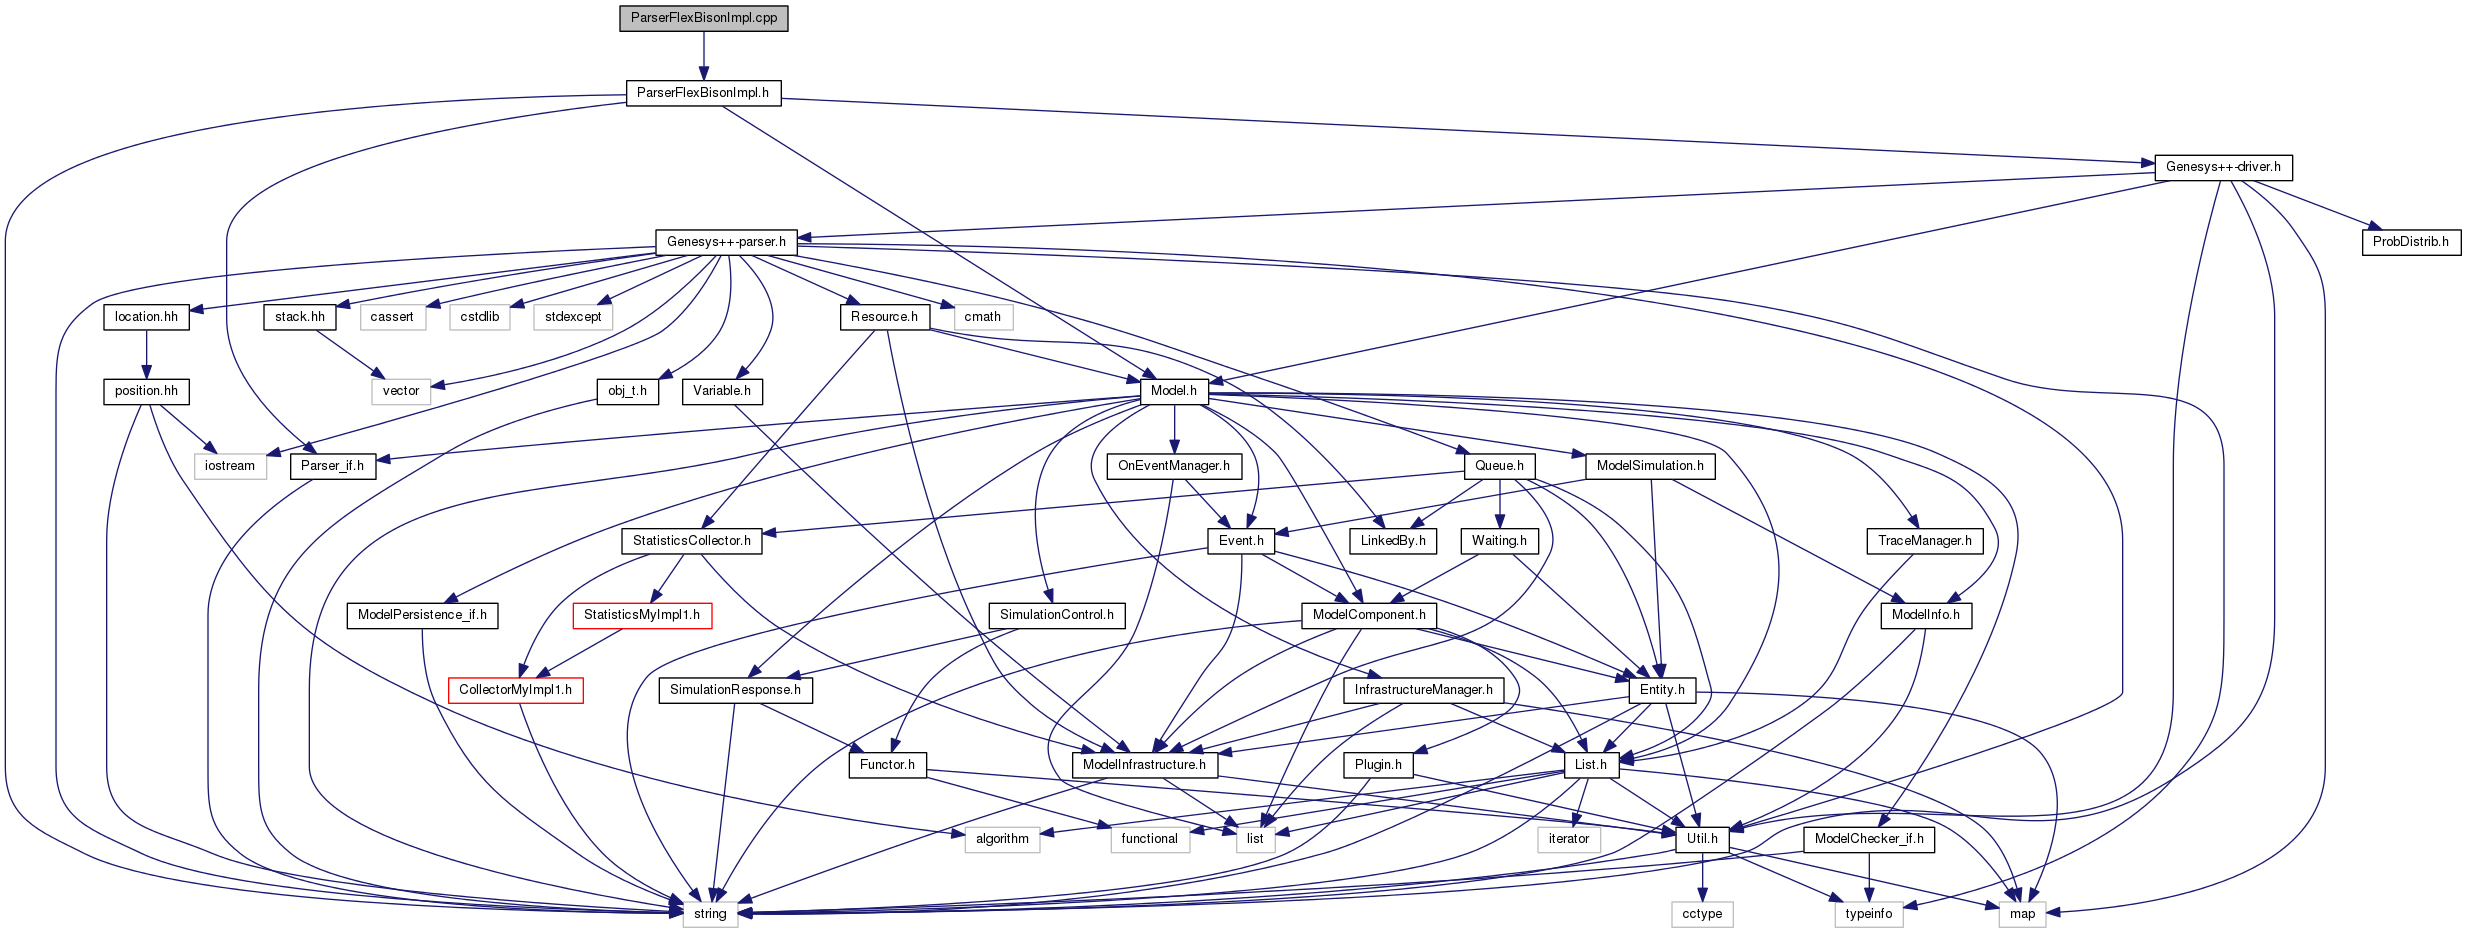 ParserFlexBisonImpl.cpp
ParserFlexBisonImpl.h
Genesys++-driver.h
Genesys++-parser.h
ProbDistrib.h
location.hh
stack.hh
cassert
cstdlib
stdexcept
Resource.h
cmath
position.hh
vector
obj_t.h
Variable.h
Model.h
iostream
Parser_if.h
OnEventManager.h
Queue.h
ModelSimulation.h
StatisticsCollector.h
Event.h
LinkedBy.h
Waiting.h
TraceManager.h
ModelPersistence_if.h
StatisticsMyImpl1.h
SimulationControl.h
ModelComponent.h
ModelInfo.h
CollectorMyImpl1.h
SimulationResponse.h
InfrastructureManager.h
Entity.h
Functor.h
ModelInfrastructure.h
Plugin.h
List.h
algorithm
functional
list
iterator
Util.h
ModelChecker_if.h
string
cctype
typeinfo
map